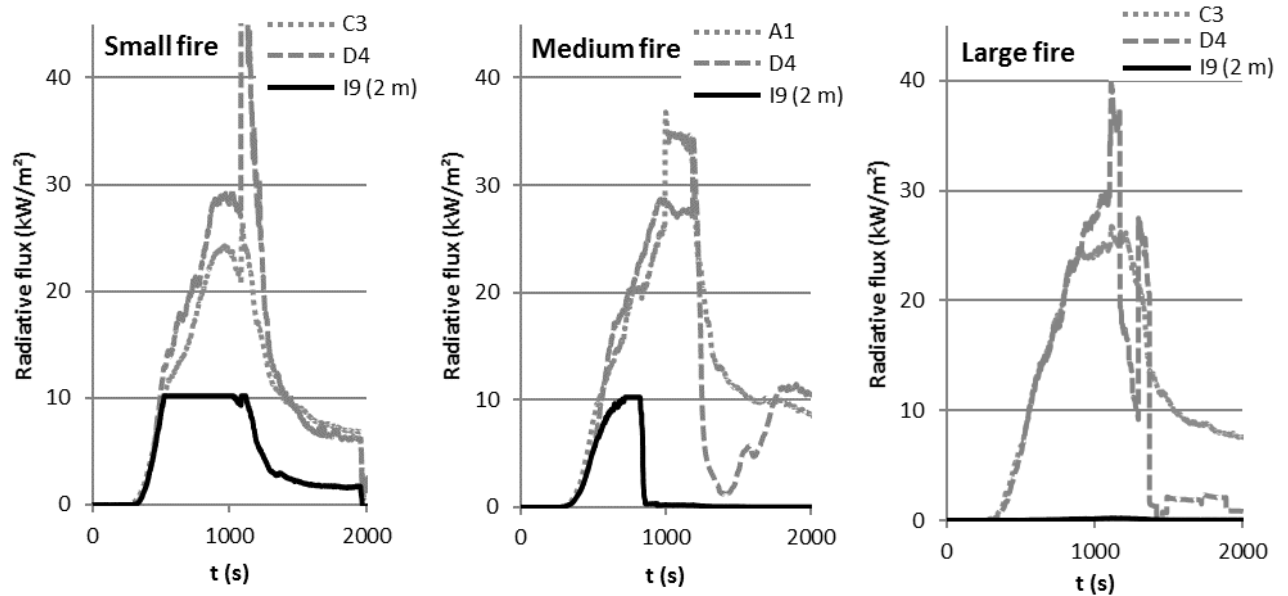 Small fire
C3
D4
I9 (2 m)
Radiative flux (kW/m²)
40
30
20
10
0
0 1000 2000
t (s)
Medium fire
A1
D4
I9 (2 m)
Radiative flux (kW/m²)
40
30
20
10
0
0 1000 2000
t (s)
Large fire
C3
D4
I9 (2 m)
Radiative flux (kW/m²)
40
30
20
10
0
0 1000 2000
t (s)